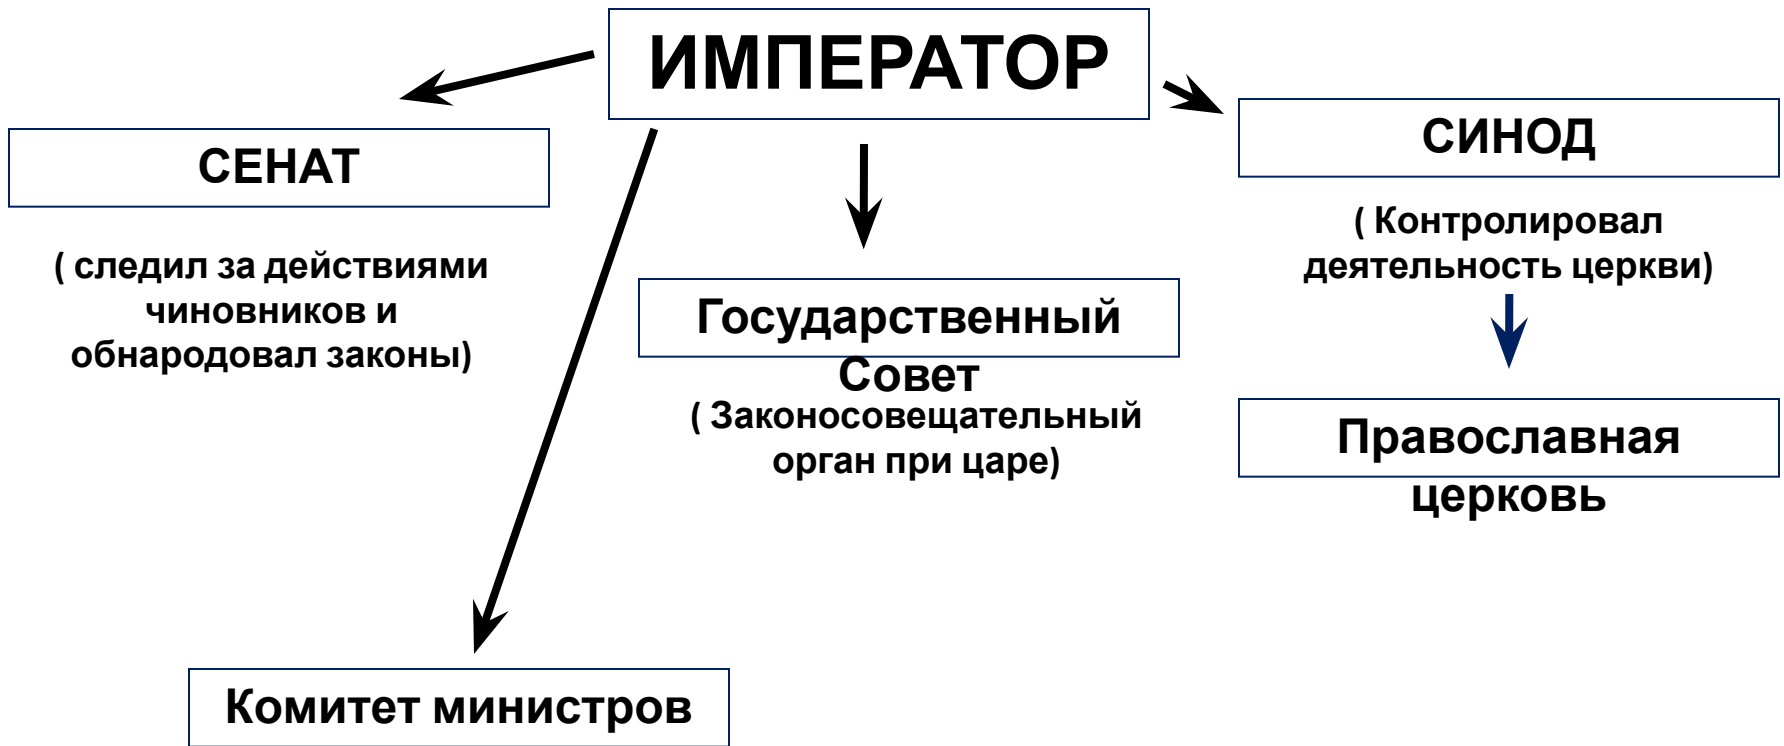 ИМПЕРАТОР
СЕНАТ
( следил за действиями
чиновников и
обнародовал законы)
Государственный
Совет
( Законосовещательный
орган при царе)
СИНОД
( Контролировал
деятельность церкви)
Православная
церковь
Комитет министров